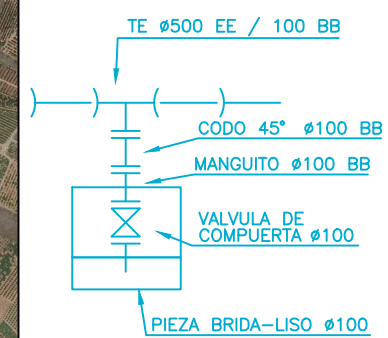 TE ø500 EE / 100 BB
CODO 45° ø100 BB
MANGUITO ø100 BB
VALVULA DE
COMPUERTA ø100
PIEZA BRIDA-LISO ø100